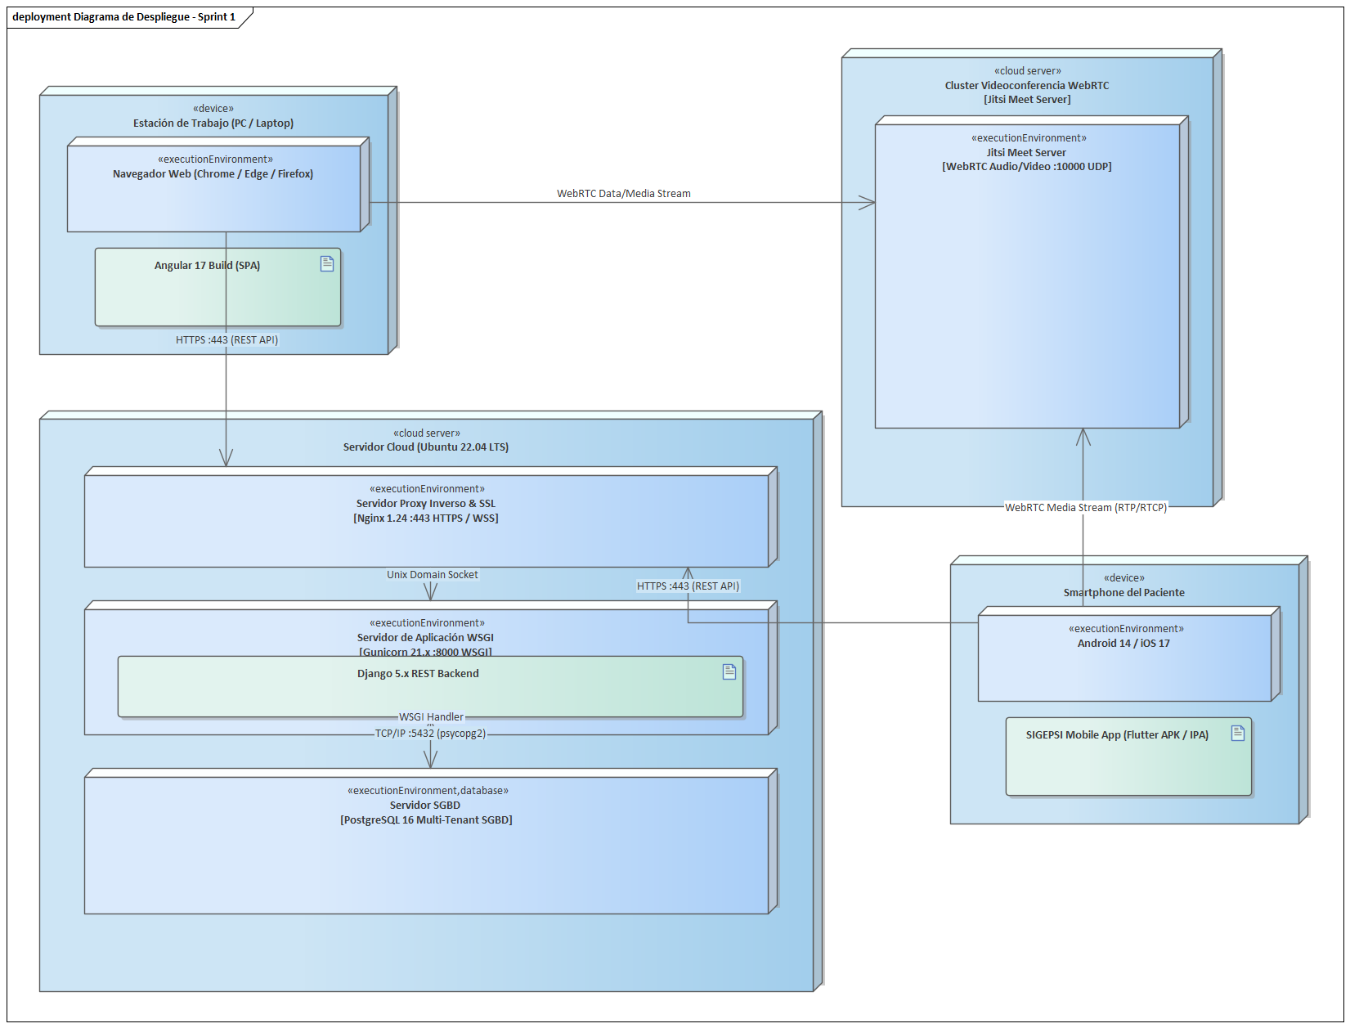 deployment Diagrama de Despliegue - Sprint 1
«device»
Estación de Trabajo (PC / Laptop)
«executionEnvironment»
Navegador Web (Chrome / Edge / Firefox)
Angular 17 Build (SPA)
HTTPS :443 (REST API)
WebRTC Data/Media Stream
«cloud server»
Cluster Videoconferencia WebRTC
[Jitsi Meet Server]
«executionEnvironment»
Jitsi Meet Server
[WebRTC Audio/Video :10000 UDP]
«cloud server»
Servidor Cloud (Ubuntu 22.04 LTS)
«executionEnvironment»
Servidor Proxy Inverso & SSL
[Nginx 1.24 :443 HTTPS / WSS]
Unix Domain Socket
HTTPS :443 (REST API)
«executionEnvironment»
Servidor de Aplicación WSGI
[Gunicorn 21.x :8000 WSGI]
Django 5.x REST Backend
WSGI Handler
TCP/IP :5432 (psycopg2)
«executionEnvironment,database»
Servidor SGBD
[PostgreSQL 16 Multi-Tenant SGBD]
WebRTC Media Stream (RTP/RTCP)
«device»
Smartphone del Paciente
«executionEnvironment»
Android 14 / iOS 17
SIGEPSI Mobile App (Flutter APK / IPA)